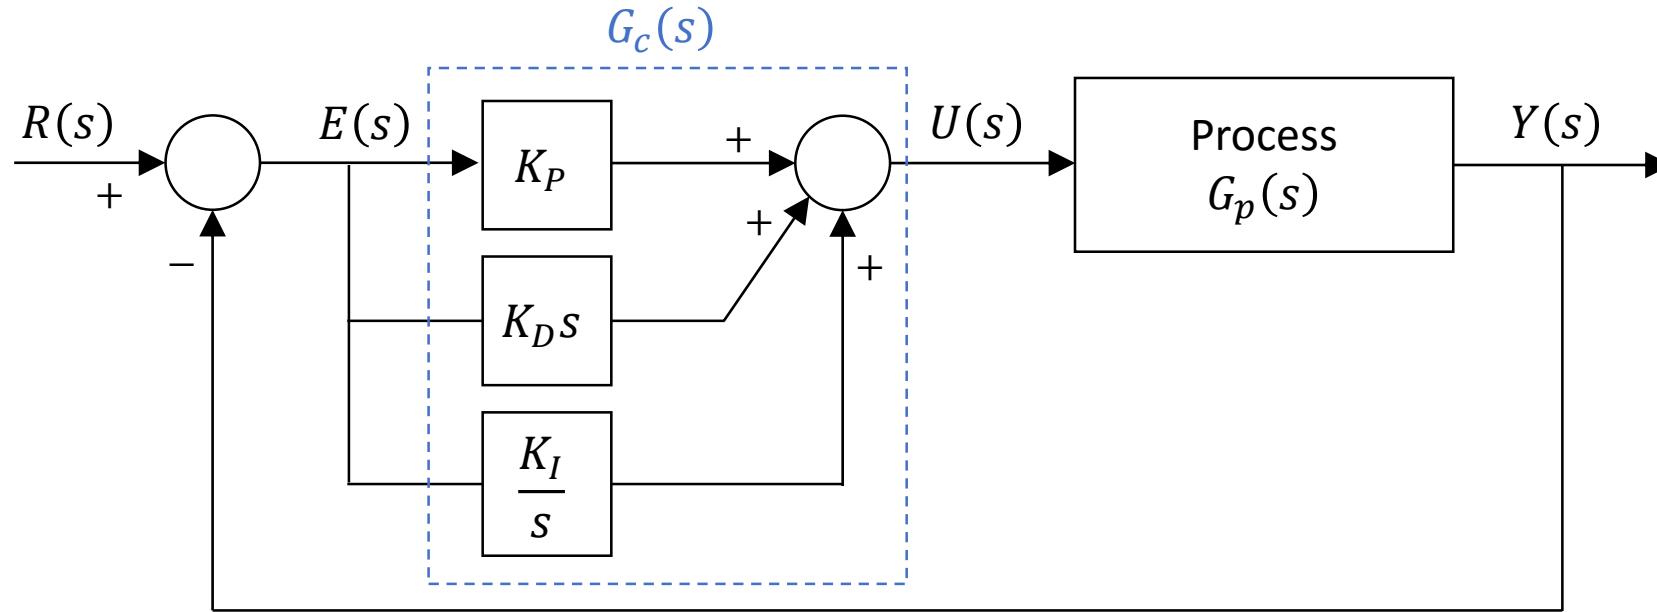 G_c(s)
R(s)
E(s)
K_P
+
U(s)
Process
G_p(s)
Y(s)
+
+
−
+
K_D s
K_I
s